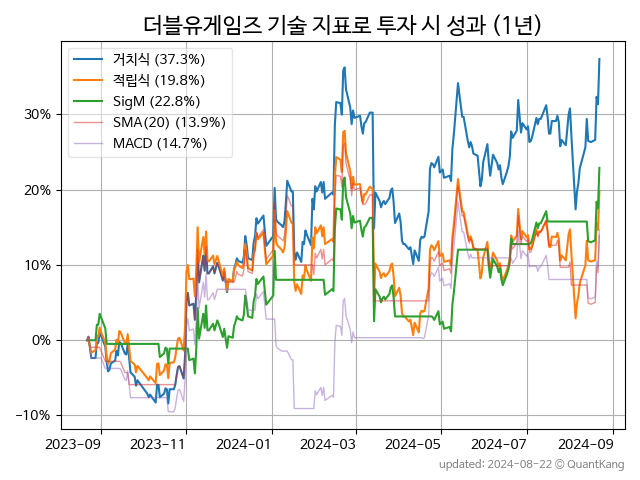 더블유게임즈 기술 지표로 투자 시 성과 (1년)
거치식 (37.3%)
적립식 (19.8%)
SigM (22.8%)
SMA(20) (13.9%)
MACD (14.7%)
30%
20%
10%
0%
−10%
2023-09 2023-11 2024-01 2024-03 2024-05 2024-07 2024-09
updated: 2024-08-22 © QuantKang